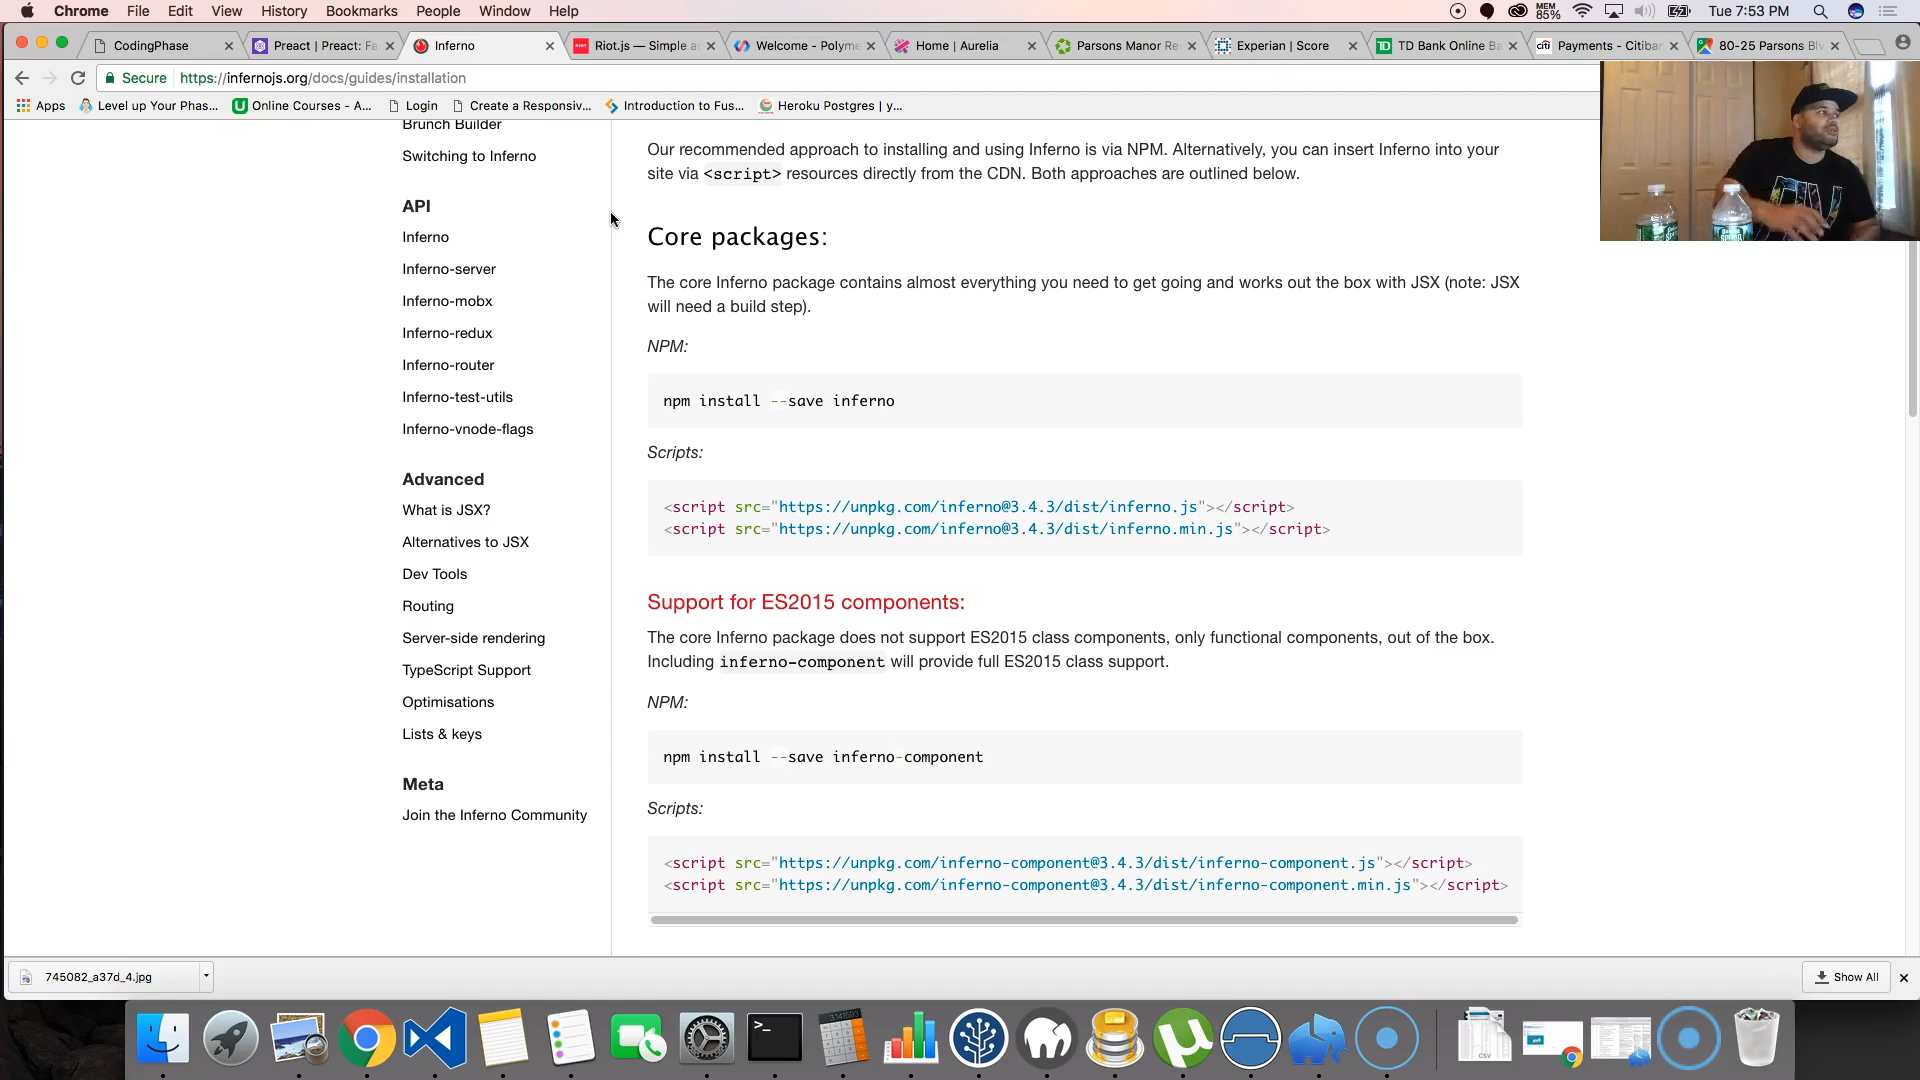 Chrome File Edit View History Bookmarks People Window Help
MEM
85%
Tue 7:53 PM
CodingPhase
Preact | Preact: Fa
Inferno
Riot.js — Simple a
Welcome - Polyme
Home | Aurelia
Parsons Manor Re
Experian | Score
TD Bank Online Ba
Payments - Citiban
80-25 Parsons Blv
Secure https://infernojs.org/docs/guides/installation
Apps
Level up Your Phas...
Online Courses - A...
Login
Create a Responsiv...
Introduction to Fus...
Heroku Postgres | y...
Brunch Builder
Switching to Inferno
API
Inferno
Inferno-server
Inferno-mobx
Inferno-redux
Inferno-router
Inferno-test-utils
Inferno-vnode-flags
Advanced
What is JSX?
Alternatives to JSX
Dev Tools
Routing
Server-side rendering
TypeScript Support
Optimisations
Lists & keys
Meta
Join the Inferno Community
Our recommended approach to installing and using Inferno is via NPM. Alternatively, you can insert Inferno into your
site via <script> resources directly from the CDN. Both approaches are outlined below.
Core packages:
The core Inferno package contains almost everything you need to get going and works out the box with JSX (note: JSX
will need a build step).
NPM:
npm install --save inferno
Scripts:
<script src="https://unpkg.com/inferno@3.4.3/dist/inferno.js"></script>
<script src="https://unpkg.com/inferno@3.4.3/dist/inferno.min.js"></script>
Support for ES2015 components:
The core Inferno package does not support ES2015 class components, only functional components, out of the box.
Including inferno-component will provide full ES2015 class support.
NPM:
npm install --save inferno-component
Scripts:
<script src="https://unpkg.com/inferno-component@3.4.3/dist/inferno-component.js"></script>
<script src="https://unpkg.com/inferno-component@3.4.3/dist/inferno-component.min.js"></script>
745082_a37d_4.jpg
Show All